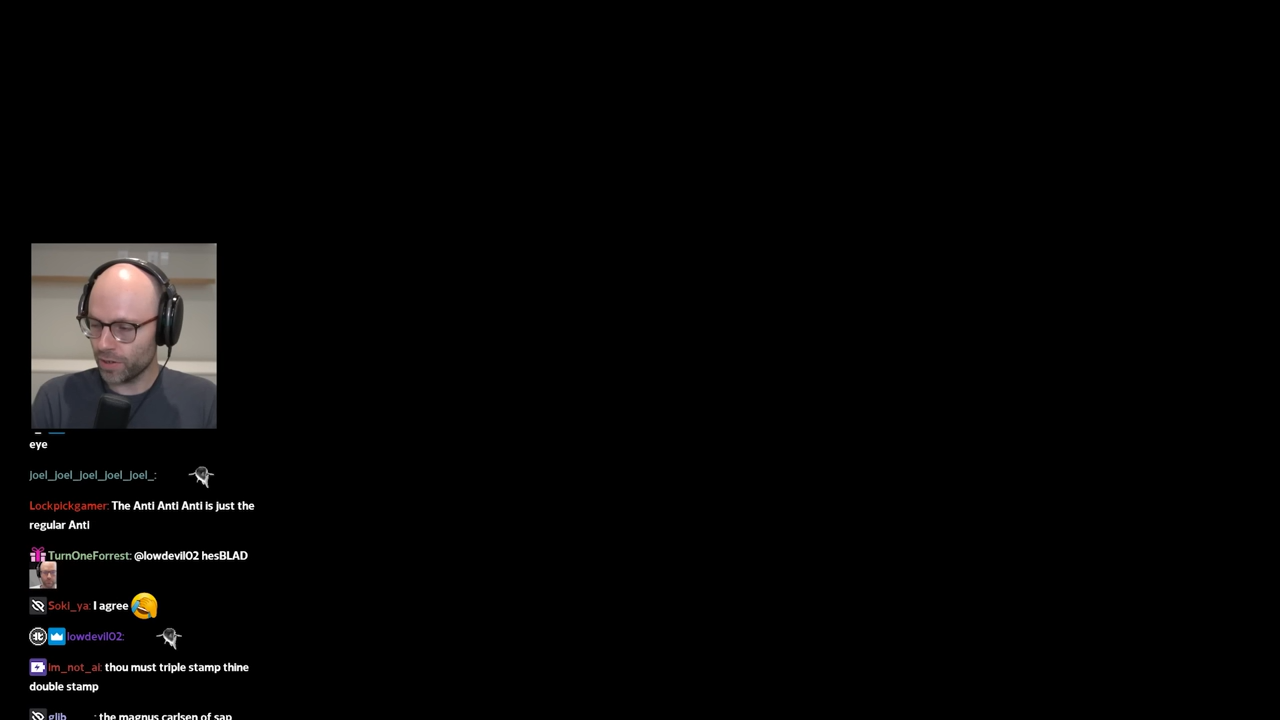 eye
joel_joel_joel_joel_joel_:
Lockpickgamer: The Anti Anti Anti is just the
regular Anti
TurnOneForrest: @lowdevil02 hesBLAD
Soki_ya: I agree
lowdevil02:
im_not_ai: thou must triple stamp thine
double stamp
: the magnus carlsen of sap